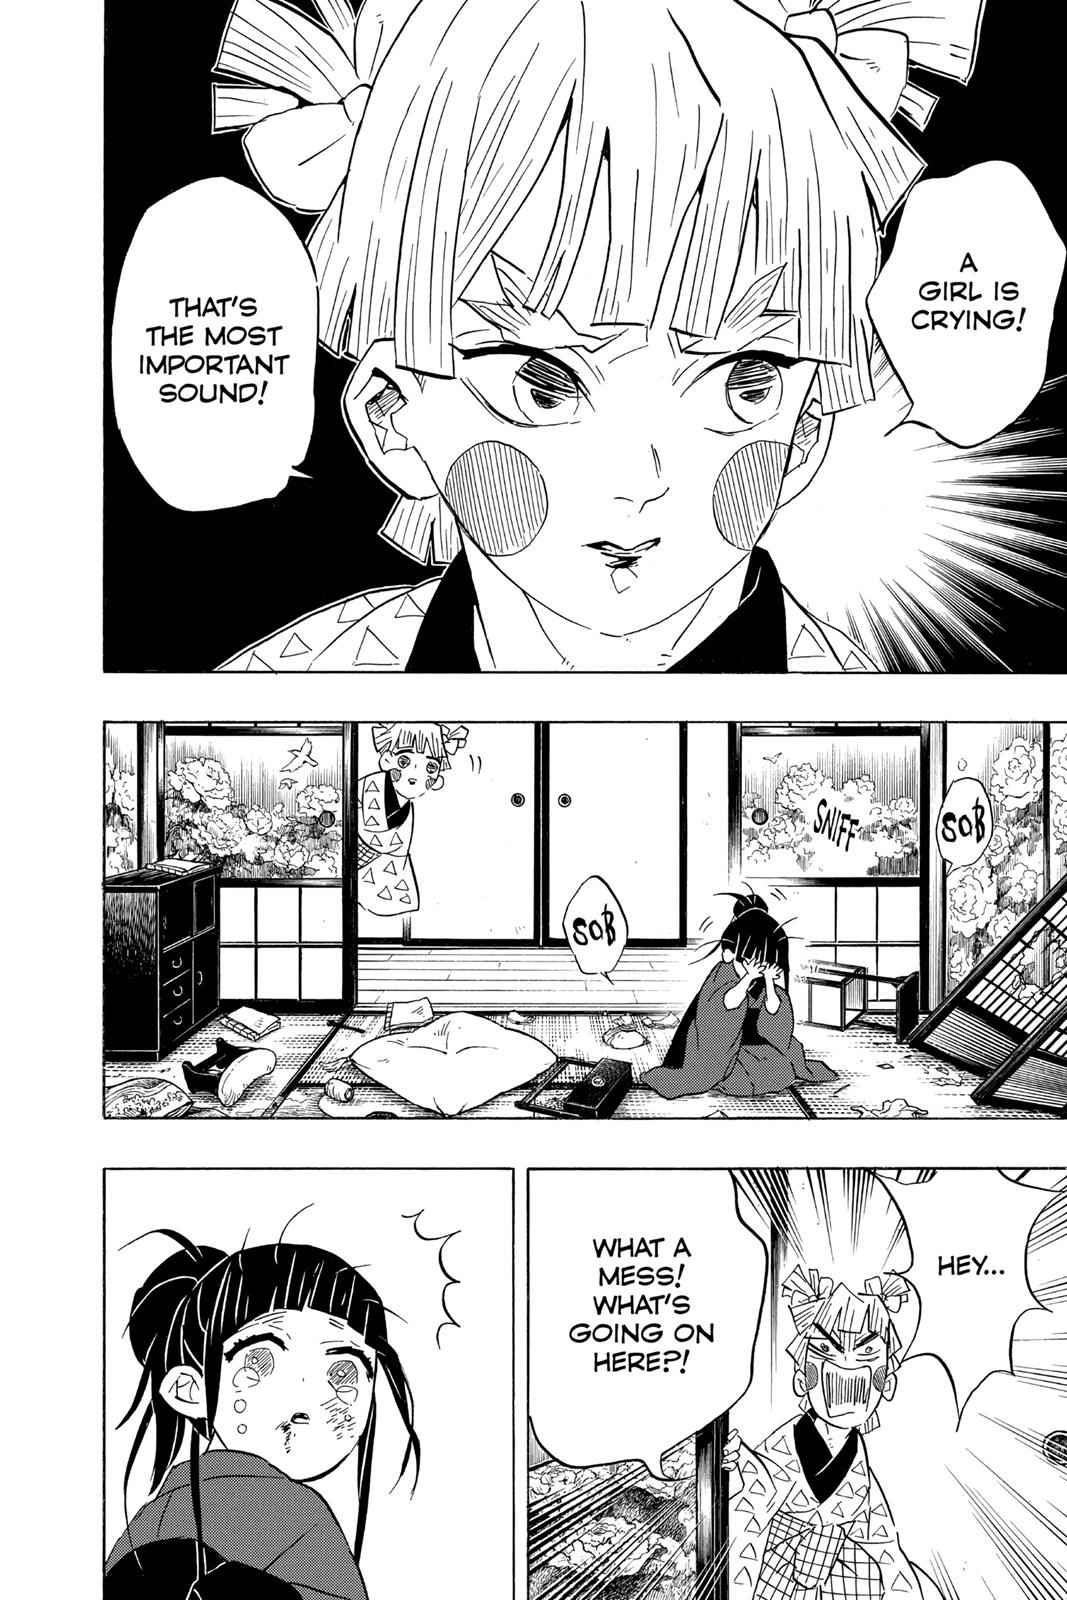 A
GIRL IS
CRYING!
THAT'S
THE MOST
IMPORTANT
SOUND!
SOB
SNIFF
SOB
HEY...
WHAT A
MESS!
WHAT'S
GOING ON
HERE?!